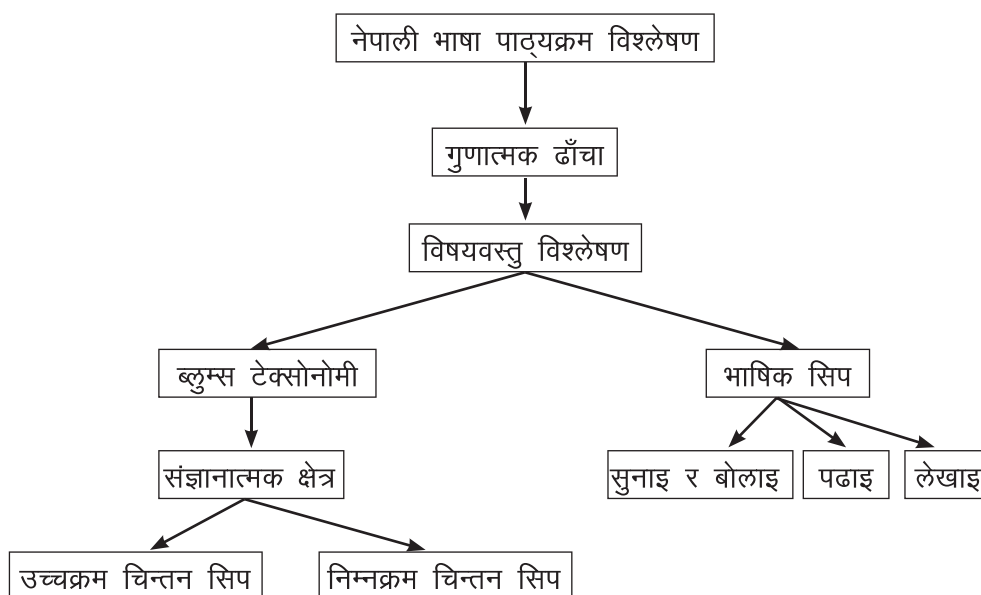 नेपाली भाषा पाठ्यक्रम विश्लेषण
गुणात्मक ढाँचा
विषयवस्तु विश्लेषण
ब्लुम्स टेक्सोनोमी
भाषिक सिप
संज्ञानात्मक क्षेत्र
सुनाइ र बोलाइ
पढाइ
लेखाइ
उच्चक्रम चिन्तन सिप
निम्नक्रम चिन्तन सिप